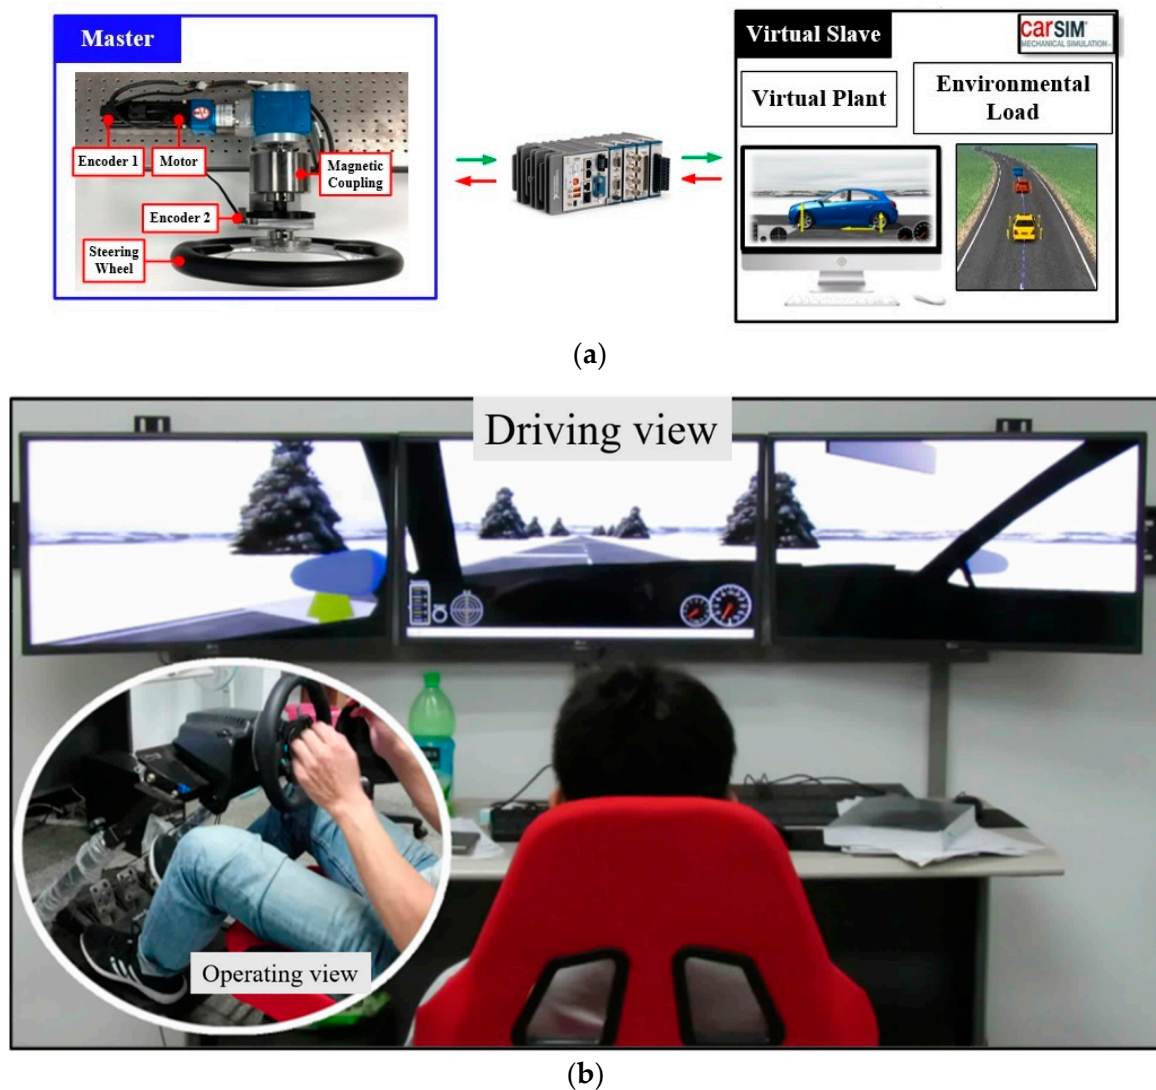 Master
Encoder 1
Motor
Magnetic
Coupling
Encoder 2
Steering
Wheel
Virtual Slave
carSIM
MECHANICAL SIMULATION
Virtual Plant
Environmental
Load
(a)
Driving view
Operating view
(b)